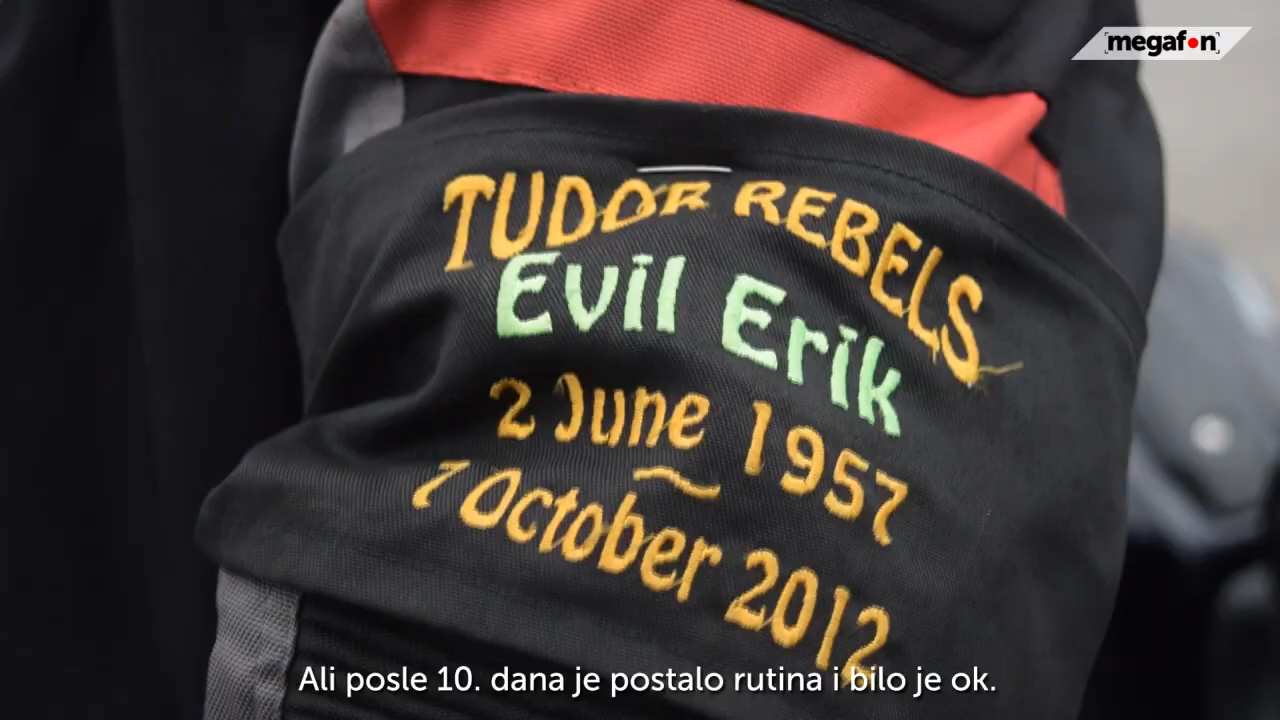 [megafon]
TUDOR REBELS
Evil Erik
2 June 1957
~
7 October 2012
Ali posle 10. dana je postalo rutina i bilo je ok.